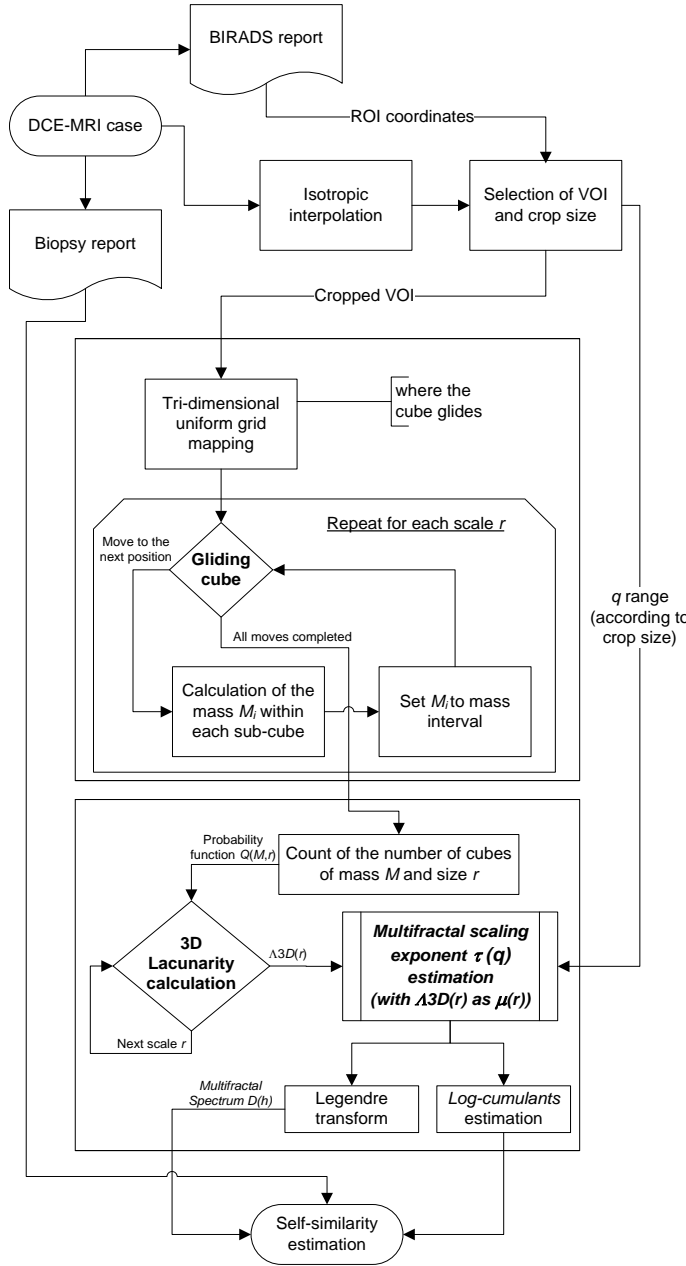 BIRADS report
DCE-MRI case
ROI coordinates
Isotropic
interpolation
Selection of VOI
and crop size
Biopsy report
Cropped VOI
Tri-dimensional
uniform grid
mapping
where the
cube glides
Repeat for each scale r
Move to the
next position
Gliding
cube
All moves completed
q range
(according to
crop size)
Calculation of the
mass Mi within
each sub-cube
Set Mi to mass
interval
Probability
function Q(M,r)
Count of the number of cubes
of mass M and size r
3D
Lacunarity
calculation
Λ3D(r)
Multifractal scaling
exponent τ (q)
estimation
(with Λ3D(r) as μ(r))
Next scale r
Multifractal
Spectrum D(h)
Legendre
transform
Log-cumulants
estimation
Self-similarity
estimation